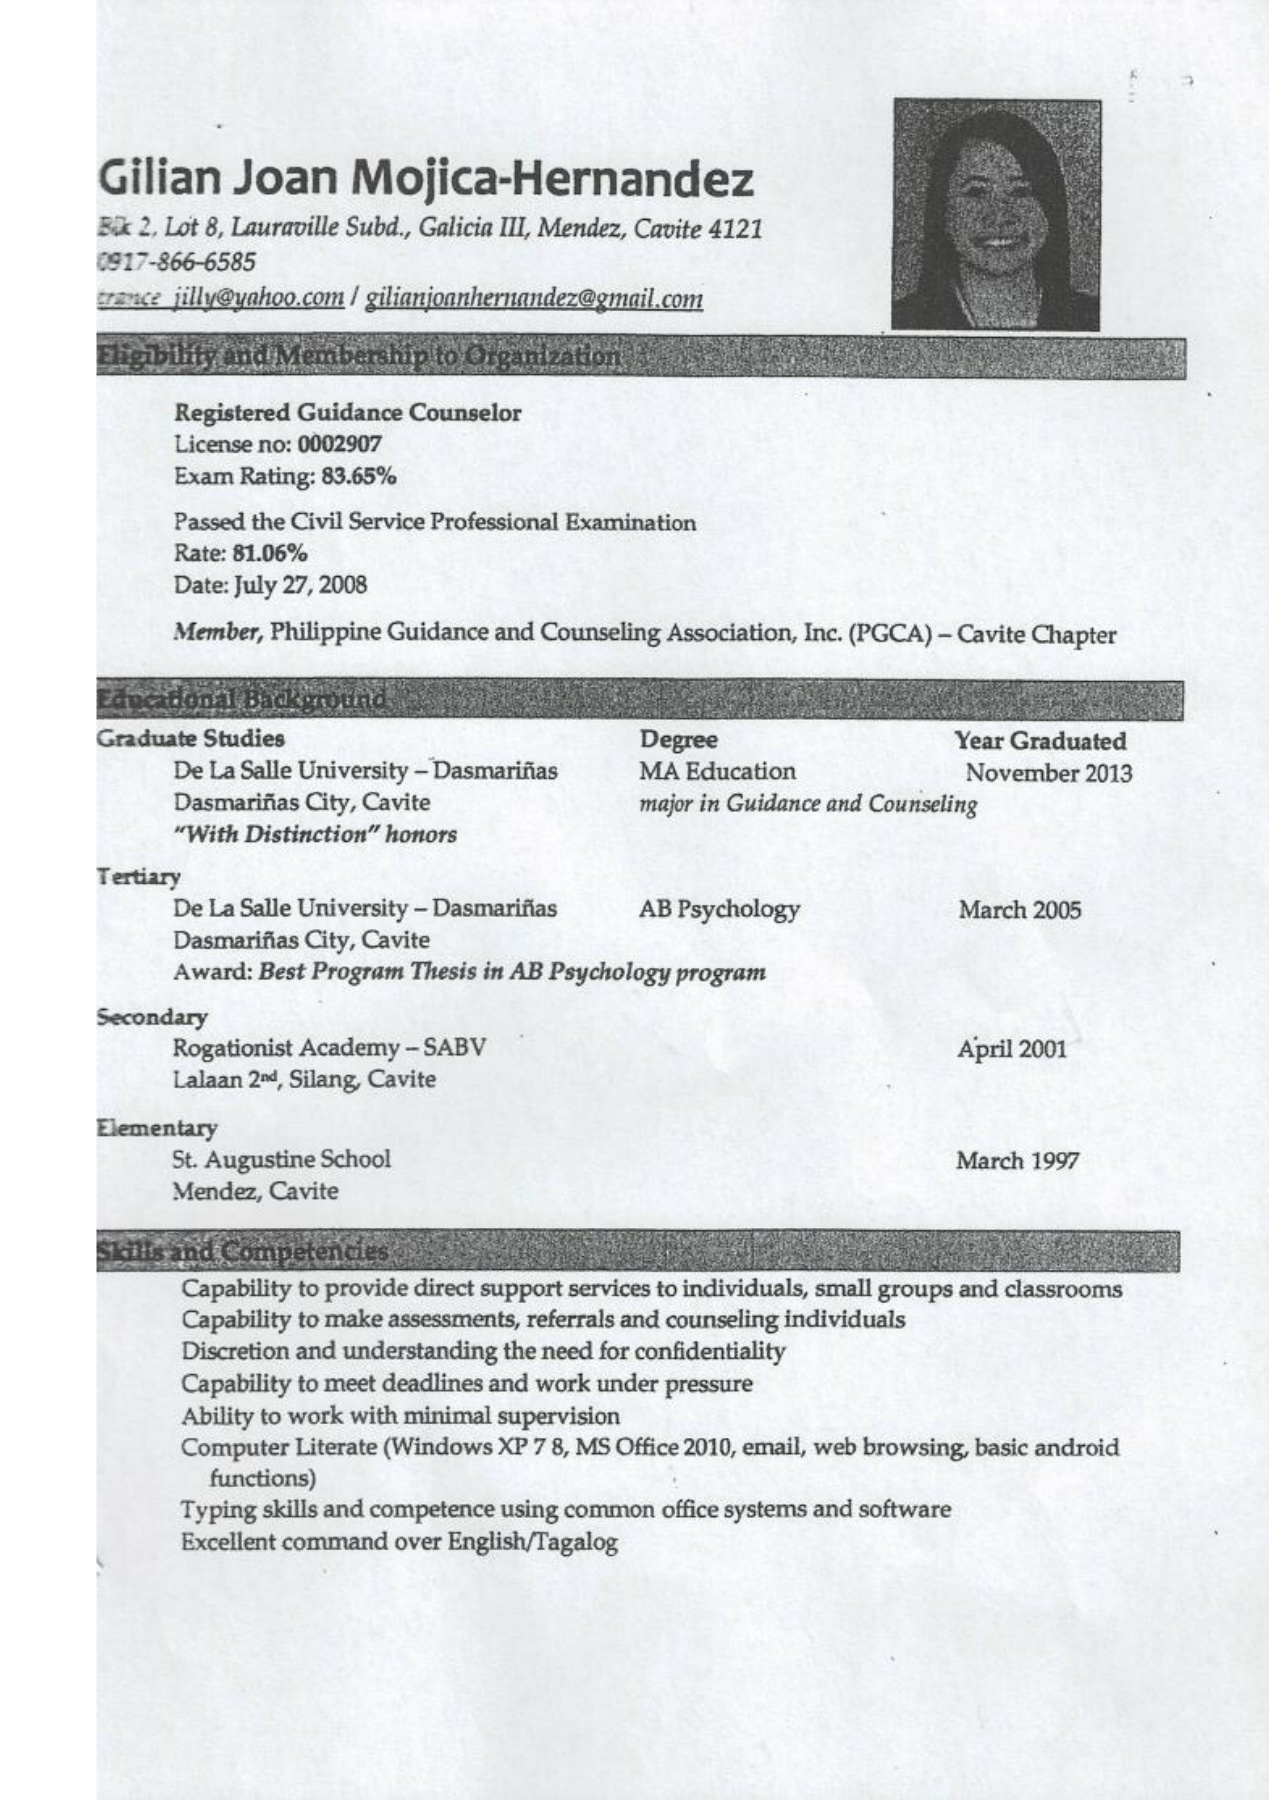 Gilian Joan Mojica-Hernandez
Blk 2, Lot 8, Lauraville Subd., Galicia III, Mendez, Cavite 4121
0917-866-6585
jilly@yahoo.com / gilianjoanhernandez@gmail.com
Eligibility and Membership to Organization
Registered Guidance Counselor
License no: 0002907
Exam Rating: 83.65%
Passed the Civil Service Professional Examination
Rate: 81.06%
Date: July 27, 2008
Member, Philippine Guidance and Counseling Association, Inc. (PGCA) – Cavite Chapter
Educational Background
Graduate Studies Degree Year Graduated
De La Salle University – Dasmariñas MA Education November 2013
Dasmariñas City, Cavite major in Guidance and Counseling
"With Distinction" honors
Tertiary
De La Salle University – Dasmariñas AB Psychology March 2005
Dasmariñas City, Cavite
Award: Best Program Thesis in AB Psychology program
Secondary
Rogationist Academy – SABV April 2001
Lalaan 2nd, Silang, Cavite
Elementary
St. Augustine School March 1997
Mendez, Cavite
Skills and Competencies
Capability to provide direct support services to individuals, small groups and classrooms
Capability to make assessments, referrals and counseling individuals
Discretion and understanding the need for confidentiality
Capability to meet deadlines and work under pressure
Ability to work with minimal supervision
Computer Literate (Windows XP 7 8, MS Office 2010, email, web browsing, basic android
functions)
Typing skills and competence using common office systems and software
Excellent command over English/Tagalog